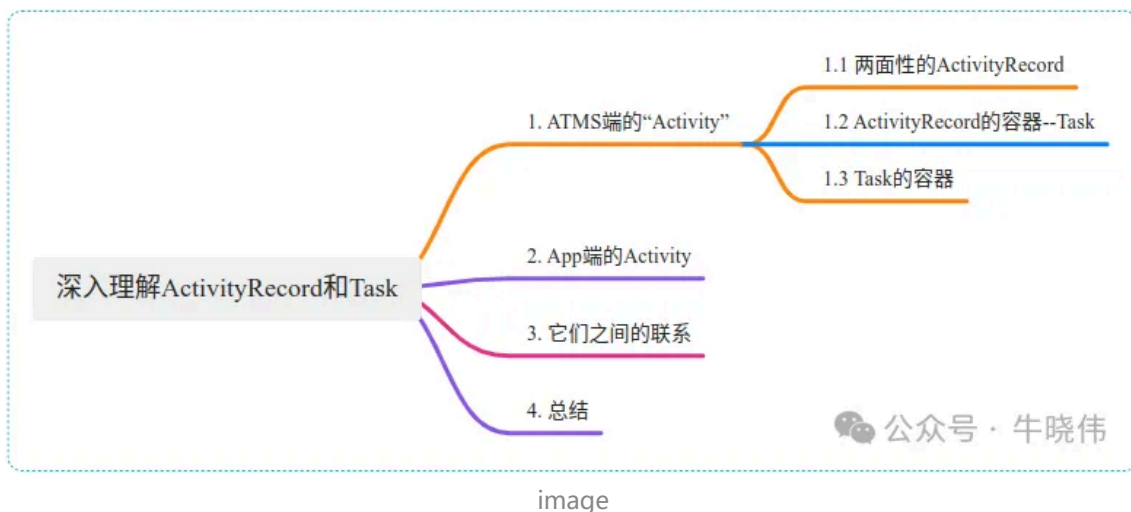 深入理解ActivityRecord和Task
1. ATMS端的“Activity”
1.1 两面性的ActivityRecord
1.2 ActivityRecord的容器--Task
1.3 Task的容器
2. App端的Activity
3. 它们之间的联系
4. 总结
公众号 · 牛晓伟
image